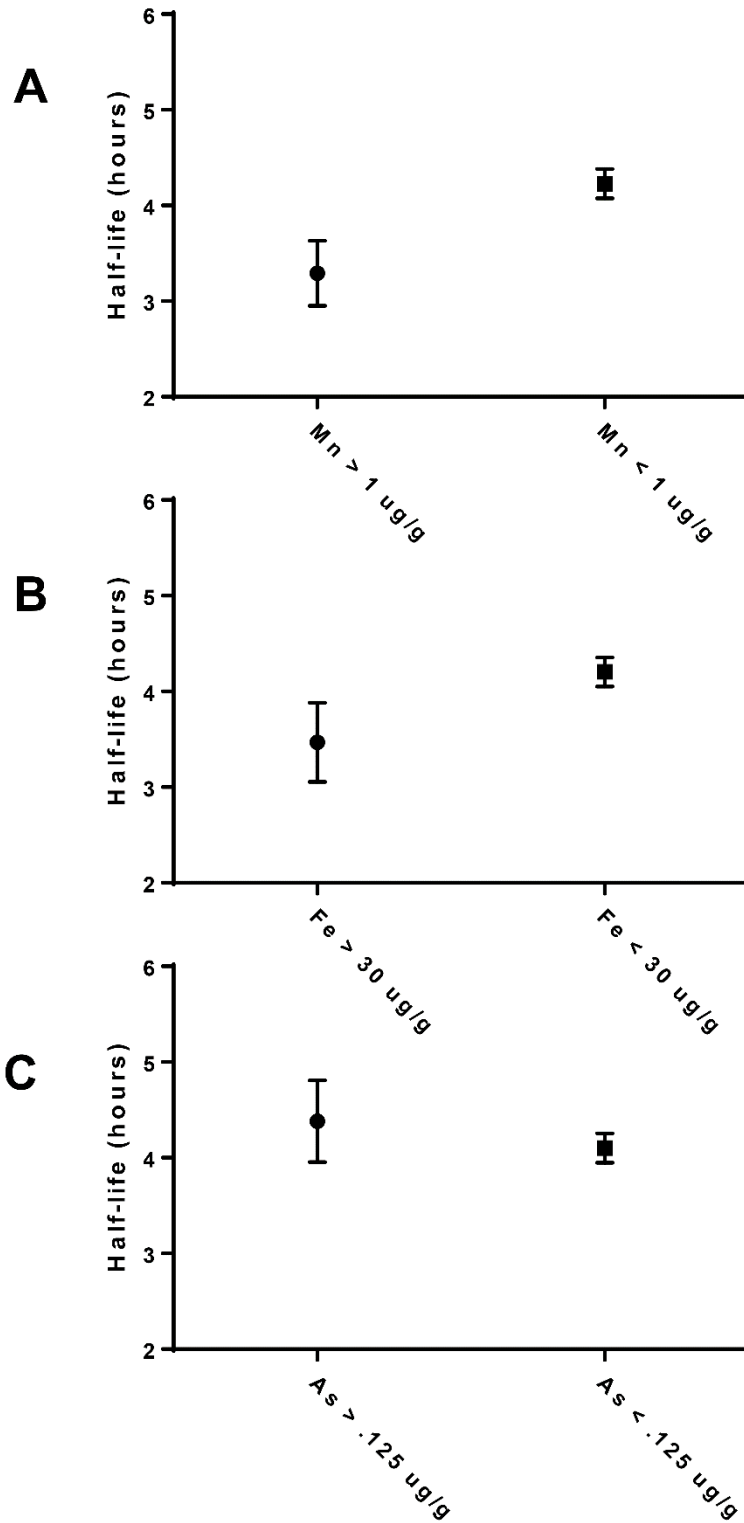 A
Half-life (hours)
6
5
4
3
2
Mn > 1 ug/g
Mn < 1 ug/g
B
Half-life (hours)
6
5
4
3
2
Fe > 30 ug/g
Fe < 30 ug/g
C
Half-life (hours)
6
5
4
3
2
As > .125 ug/g
As < .125 ug/g